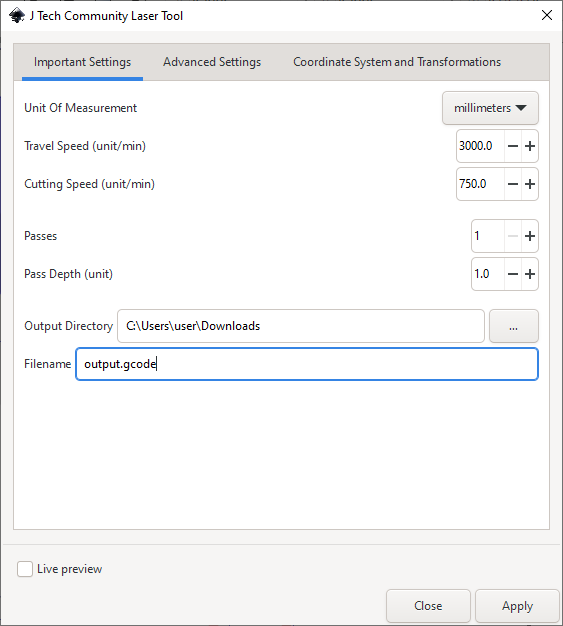 J Tech Community Laser Tool
Important Settings Advanced Settings Coordinate System and Transformations
Unit Of Measurement millimeters
Travel Speed (unit/min) 3000.0
Cutting Speed (unit/min) 750.0
Passes 1
Pass Depth (unit) 1.0
Output Directory C:\Users\user\Downloads ...
Filename output.gcode
Live preview
Close Apply